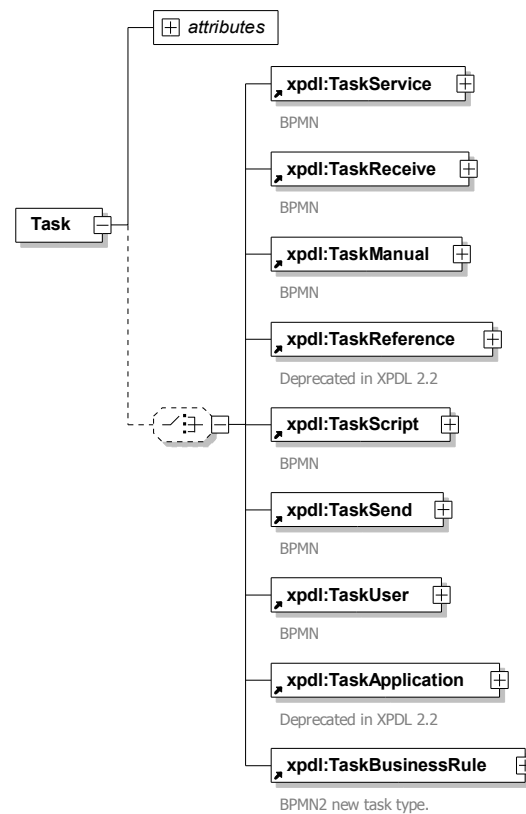 attributes
xpdl:TaskService
BPMN
xpdl:TaskReceive
BPMN
Task
xpdl:TaskManual
BPMN
xpdl:TaskReference
Deprecated in XPDL 2.2
xpdl:TaskScript
BPMN
xpdl:TaskSend
BPMN
xpdl:TaskUser
BPMN
xpdl:TaskApplication
Deprecated in XPDL 2.2
xpdl:TaskBusinessRule
BPMN2 new task type.